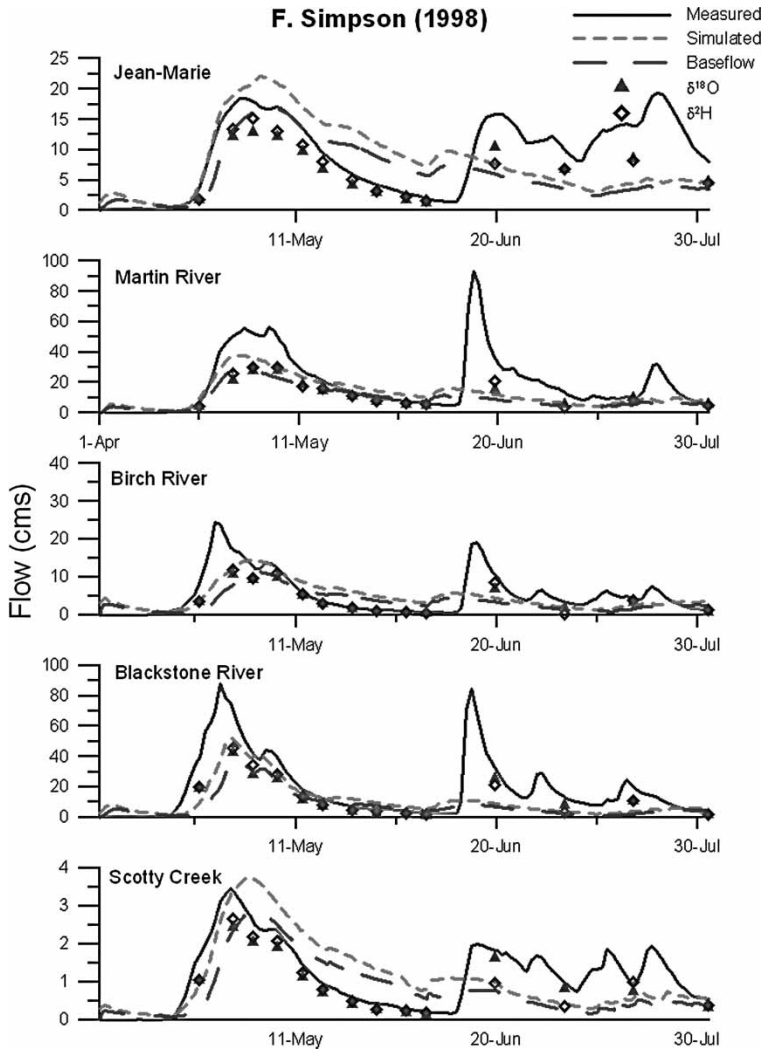 F. Simpson (1998)
Measured
Simulated
Baseflow
δ¹⁸O
δ²H
Flow (cms)
Jean-Marie
25
20
15
10
5
0
11-May
20-Jun
30-Jul
Martin River
100
80
60
40
20
0
1-Apr
11-May
20-Jun
30-Jul
Birch River
40
30
20
10
0
11-May
20-Jun
30-Jul
Blackstone River
100
80
60
40
20
0
11-May
20-Jun
30-Jul
Scotty Creek
4
3
2
1
0
11-May
20-Jun
30-Jul